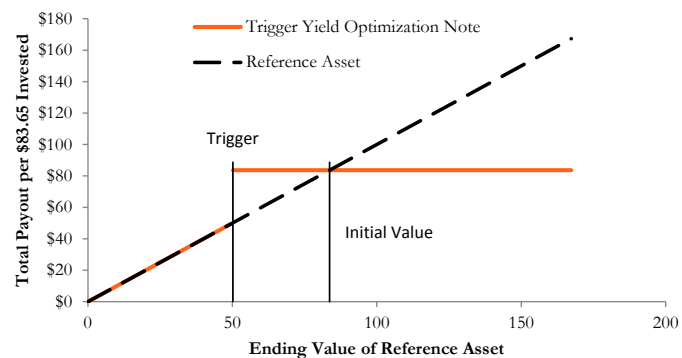 Total Payout per $83.65 Invested
$180
$160
$140
$120
$100
$80
$60
$40
$20
$0
Trigger Yield Optimization Note
Reference Asset
Trigger
Initial Value
0
50
100
150
200
Ending Value of Reference Asset